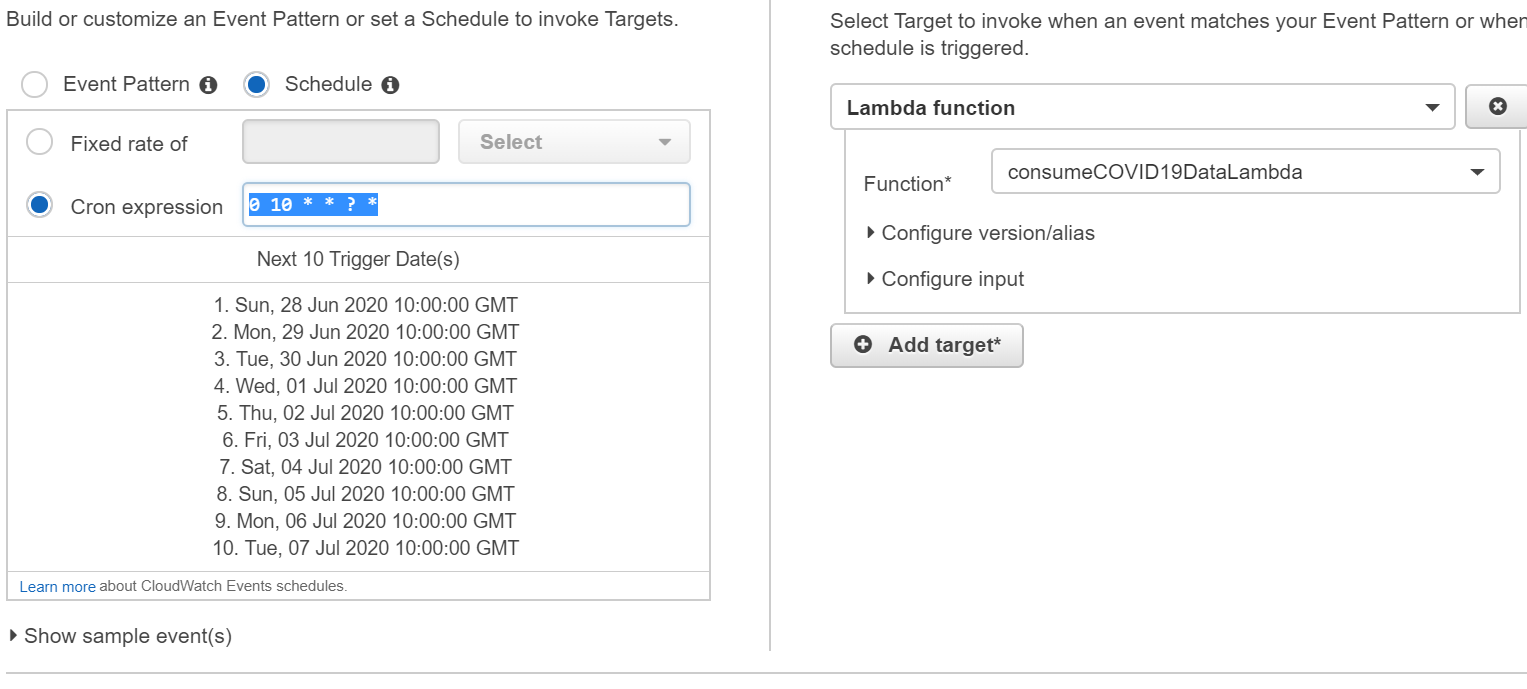 Build or customize an Event Pattern or set a Schedule to invoke Targets.
Event Pattern Schedule
Fixed rate of Select
Cron expression 0 10 * * ? *
Next 10 Trigger Date(s)
1. Sun, 28 Jun 2020 10:00:00 GMT
2. Mon, 29 Jun 2020 10:00:00 GMT
3. Tue, 30 Jun 2020 10:00:00 GMT
4. Wed, 01 Jul 2020 10:00:00 GMT
5. Thu, 02 Jul 2020 10:00:00 GMT
6. Fri, 03 Jul 2020 10:00:00 GMT
7. Sat, 04 Jul 2020 10:00:00 GMT
8. Sun, 05 Jul 2020 10:00:00 GMT
9. Mon, 06 Jul 2020 10:00:00 GMT
10. Tue, 07 Jul 2020 10:00:00 GMT
Learn more about CloudWatch Events schedules.
Show sample event(s)
Select Target to invoke when an event matches your Event Pattern or when
schedule is triggered.
Lambda function
Function* consumeCOVID19DataLambda
Configure version/alias
Configure input
Add target*